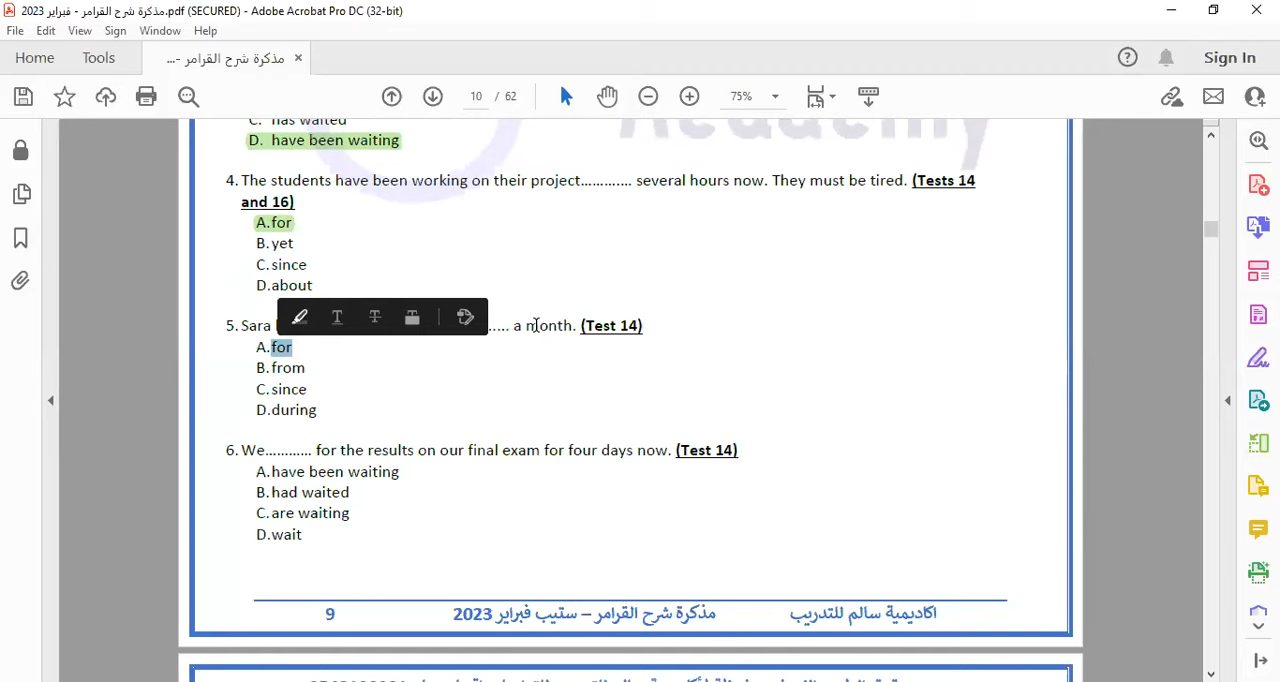 مذكرة شرح القرامر - فبراير 2023.pdf (SECURED) - Adobe Acrobat Pro DC (32-bit)
File Edit View Sign Window Help
Home Tools مذكرة شرح القرامر -... × Sign In
10 / 62 75%
C. has waited
Academy
D. have been waiting
4. The students have been working on their project............. several hours now. They must be tired. (Tests 14
and 16)
A.for
B.yet
C.since
D.about
5. Sara ..... a month. (Test 14)
A.for
B.from
C.since
D.during
6. We............ for the results on our final exam for four days now. (Test 14)
A.have been waiting
B.had waited
C.are waiting
D.wait
اكاديمية سالم للتدريب مذكرة شرح القرامر – ستيب فبراير 2023 9